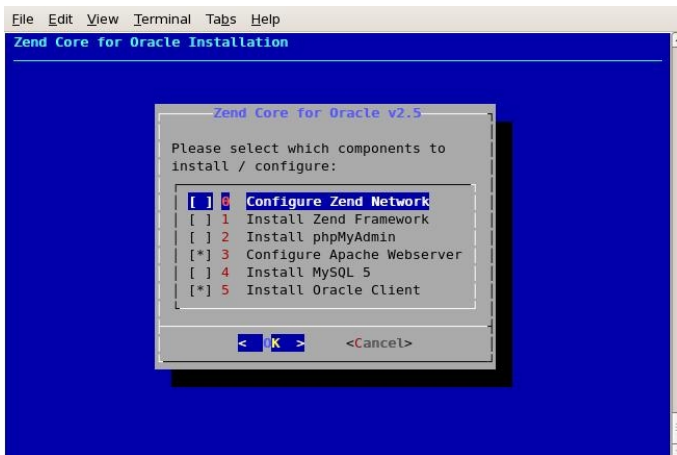 File Edit View Terminal Tabs Help
Zend Core for Oracle Installation
Zend Core for Oracle v2.5
Please select which components to
install / configure:
[ ] 0 Configure Zend Network
[ ] 1 Install Zend Framework
[ ] 2 Install phpMyAdmin
[*] 3 Configure Apache Webserver
[ ] 4 Install MySQL 5
[*] 5 Install Oracle Client
< OK > <Cancel>